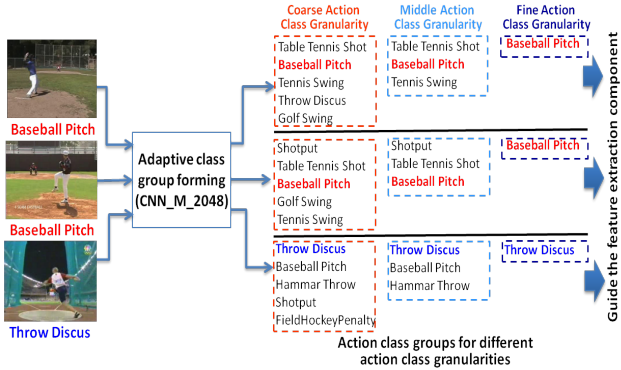 Coarse Action
Class Granularity
Middle Action
Class Granularity
Fine Action
Class Granularity
Baseball Pitch
Baseball Pitch
Throw Discus
Adaptive class
group forming
(CNN_M_2048)
Table Tennis Shot
Baseball Pitch
Tennis Swing
Throw Discus
Golf Swing
Table Tennis Shot
Baseball Pitch
Tennis Swing
Baseball Pitch
Shotput
Table Tennis Shot
Baseball Pitch
Golf Swing
Tennis Swing
Shotput
Table Tennis Shot
Baseball Pitch
Baseball Pitch
Throw Discus
Baseball Pitch
Hammar Throw
Shotput
FieldHockeyPenalty
Throw Discus
Baseball Pitch
Hammar Throw
Throw Discus
Action class groups for different
action class granularities
Guide the feature extraction component